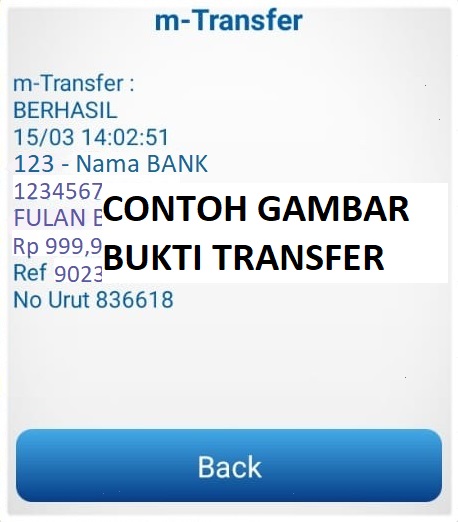 m-Transfer
m-Transfer :
BERHASIL
15/03 14:02:51
123 - Nama BANK
1234567
FULAN B
CONTOH GAMBAR
Rp 999,9
BUKTI TRANSFER
Ref 9023
No Urut 836618
Back